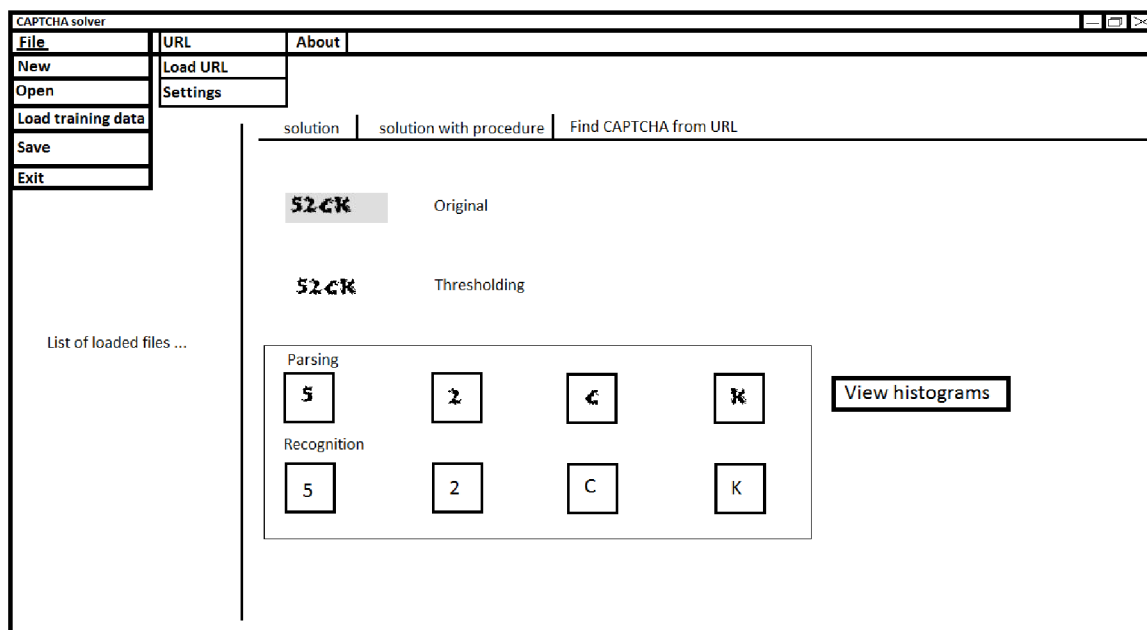 CAPTCHA solver
File URL About
New Load URL
Open Settings
Load training data
Save
Exit
solution solution with procedure Find CAPTCHA from URL
52CK Original
52CK Thresholding
List of loaded files ...
Parsing
5 2 C K
View histograms
Recognition
5 2 C K